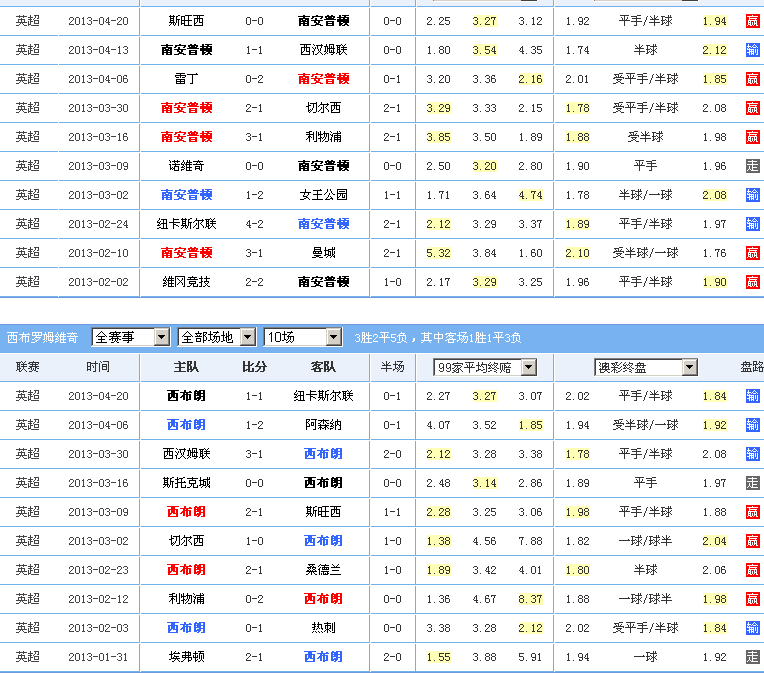 英超 2013-04-20 斯旺西 0-0 南安普顿 0-0 2.25 3.27 3.12 1.92 平手/半球 1.94 赢
英超 2013-04-13 南安普顿 1-1 西汉姆联 0-0 1.80 3.54 4.35 1.74 半球 2.12 输
英超 2013-04-06 雷丁 0-2 南安普顿 0-1 3.20 3.36 2.16 2.01 受平手/半球 1.85 赢
英超 2013-03-30 南安普顿 2-1 切尔西 2-1 3.29 3.33 2.15 1.78 受平手/半球 2.08 赢
英超 2013-03-16 南安普顿 3-1 利物浦 2-1 3.85 3.50 1.89 1.88 受半球 1.98 赢
英超 2013-03-09 诺维奇 0-0 南安普顿 0-0 2.50 3.20 2.80 1.90 平手 1.96 走
英超 2013-03-02 南安普顿 1-2 女王公园 1-1 1.71 3.64 4.74 1.78 半球/一球 2.08 输
英超 2013-02-24 纽卡斯尔联 4-2 南安普顿 2-1 2.12 3.29 3.37 1.89 平手/半球 1.97 输
英超 2013-02-10 南安普顿 3-1 曼城 2-1 5.32 3.84 1.60 2.10 受半球/一球 1.76 赢
英超 2013-02-02 维冈竞技 2-2 南安普顿 1-0 2.17 3.29 3.25 1.96 平手/半球 1.90 赢
西布罗姆维奇 全赛事 全部场地 10场 3胜2平5负，其中客场1胜1平3负
联赛 时间 主队 比分 客队 半场 99家平均终赔 澳彩终盘 盘路
英超 2013-04-20 西布朗 1-1 纽卡斯尔联 0-1 2.27 3.27 3.07 2.02 平手/半球 1.84 输
英超 2013-04-06 西布朗 1-2 阿森纳 0-1 4.07 3.52 1.85 1.94 受半球/一球 1.92 输
英超 2013-03-30 西汉姆联 3-1 西布朗 2-0 2.12 3.28 3.38 1.78 平手/半球 2.08 输
英超 2013-03-16 斯托克城 0-0 西布朗 0-0 2.48 3.14 2.86 1.89 平手 1.97 走
英超 2013-03-09 西布朗 2-1 斯旺西 1-1 2.28 3.25 3.06 1.98 平手/半球 1.88 赢
英超 2013-03-02 切尔西 1-0 西布朗 1-0 1.38 4.56 7.88 1.82 一球/球半 2.04 赢
英超 2013-02-23 西布朗 2-1 桑德兰 1-0 1.89 3.42 4.01 1.80 半球 2.06 赢
英超 2013-02-12 利物浦 0-2 西布朗 0-0 1.36 4.67 8.37 1.88 一球/球半 1.98 赢
英超 2013-02-03 西布朗 0-1 热刺 0-0 3.38 3.28 2.12 2.02 受平手/半球 1.84 输
英超 2013-01-31 埃弗顿 2-1 西布朗 2-0 1.55 3.88 5.91 1.94 一球 1.92 走